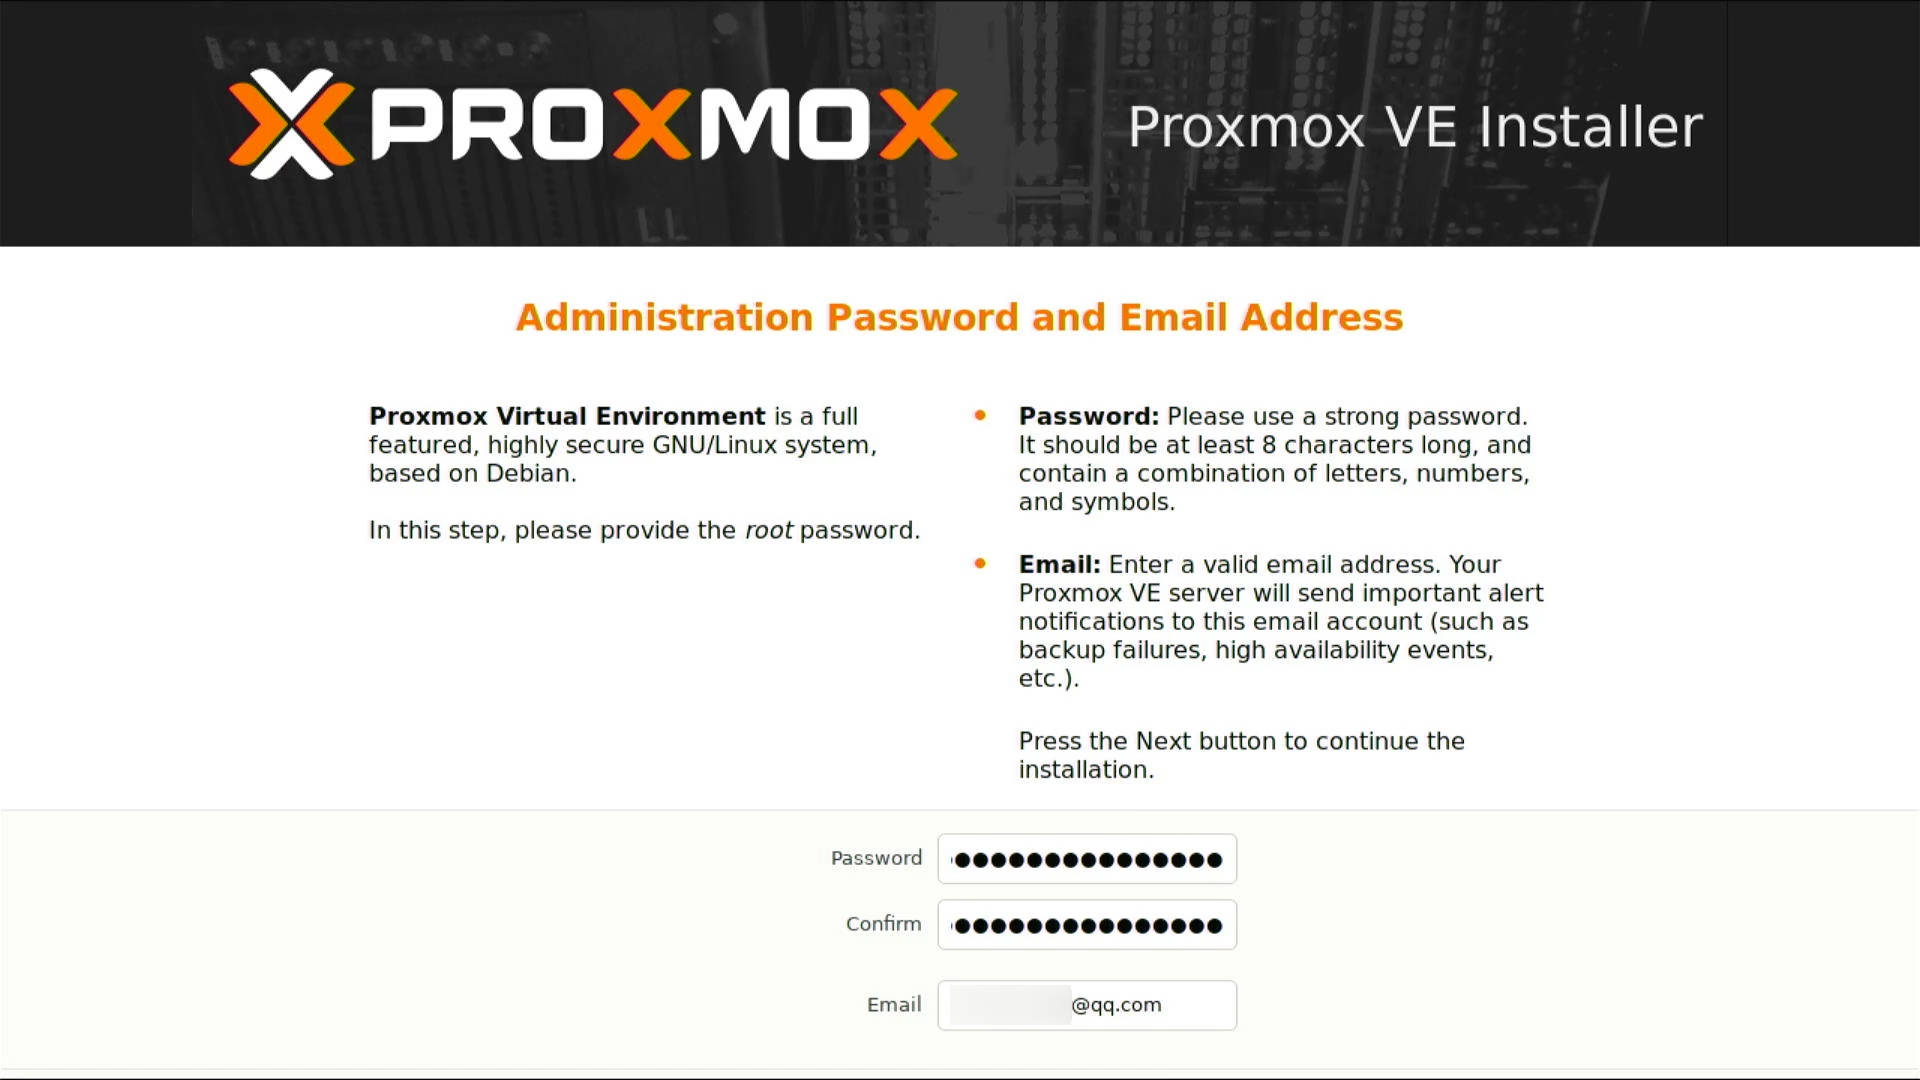 PROXMOX
Proxmox VE Installer
Administration Password and Email Address
Proxmox Virtual Environment is a full
featured, highly secure GNU/Linux system,
based on Debian.
In this step, please provide the root password.
Password: Please use a strong password.
It should be at least 8 characters long, and
contain a combination of letters, numbers,
and symbols.
Email: Enter a valid email address. Your
Proxmox VE server will send important alert
notifications to this email account (such as
backup failures, high availability events,
etc.).
Press the Next button to continue the
installation.
Password ●●●●●●●●●●●●●●●
Confirm ●●●●●●●●●●●●●●●
Email @qq.com